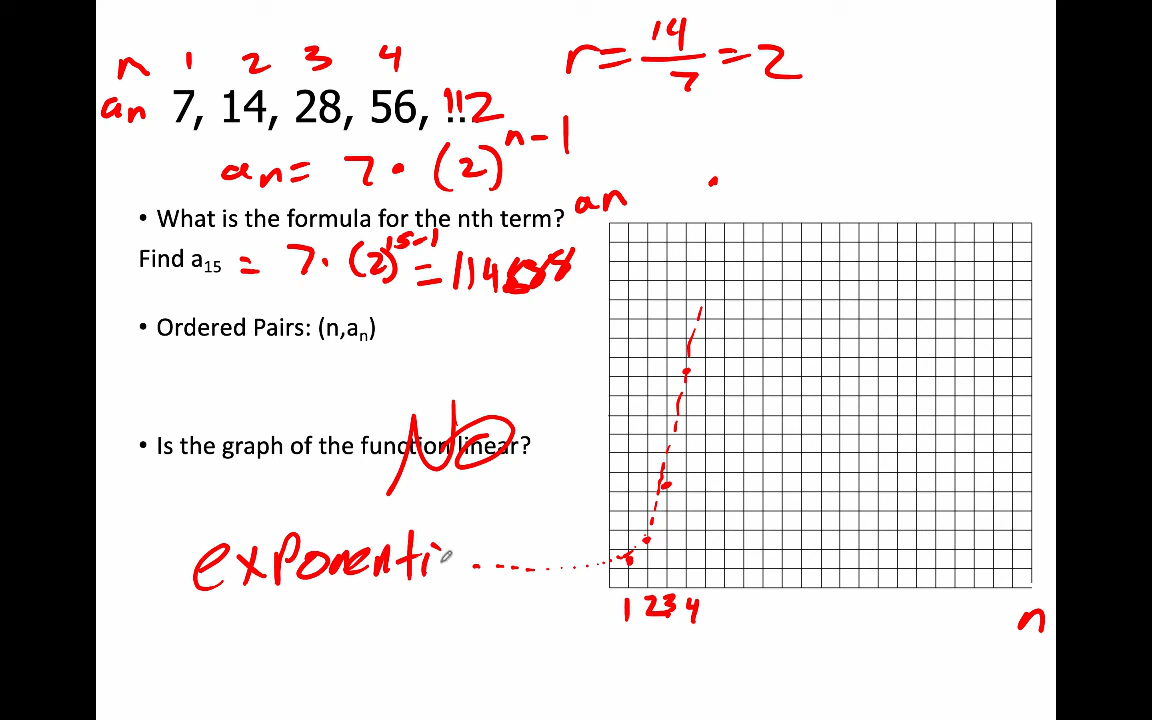 n 1 2 3 4
an 7, 14, 28, 56, 112
r = 14/7 = 2
an = 7 · (2)^n-1
• What is the formula for the nth term?
Find a15 = 7 · (2)^15-1 = 114688
• Ordered Pairs: (n,an)
• Is the graph of the function linear?
No
exponenti
an
1 2 3 4
n